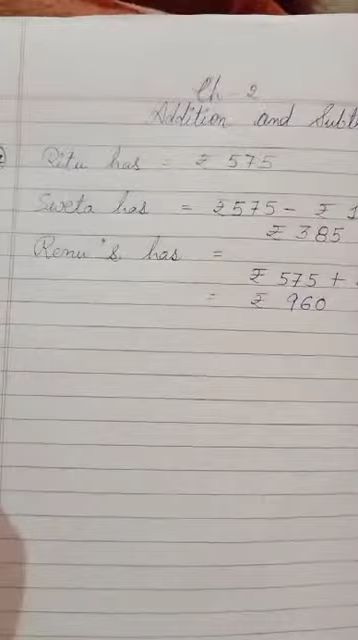 Ch - 2
Addition and Subt
Ritu has = ₹ 575
Sweta has = ₹575 - ₹ 1
₹ 385
Renu's has =
₹ 575 +
= ₹ 960